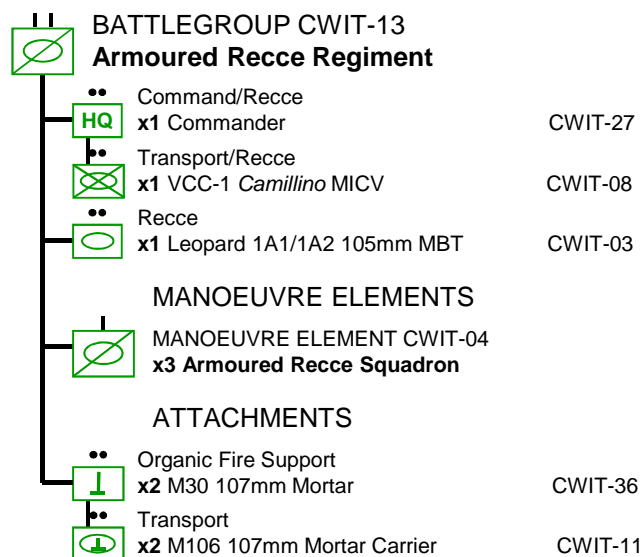 BATTLEGROUP CWIT-13
Armoured Recce Regiment
Command/Recce
HQ x1 Commander CWIT-27
Transport/Recce
x1 VCC-1 Camillino MICV CWIT-08
Recce
x1 Leopard 1A1/1A2 105mm MBT CWIT-03
MANOEUVRE ELEMENTS
MANOEUVRE ELEMENT CWIT-04
x3 Armoured Recce Squadron
ATTACHMENTS
Organic Fire Support
x2 M30 107mm Mortar CWIT-36
Transport
x2 M106 107mm Mortar Carrier CWIT-11